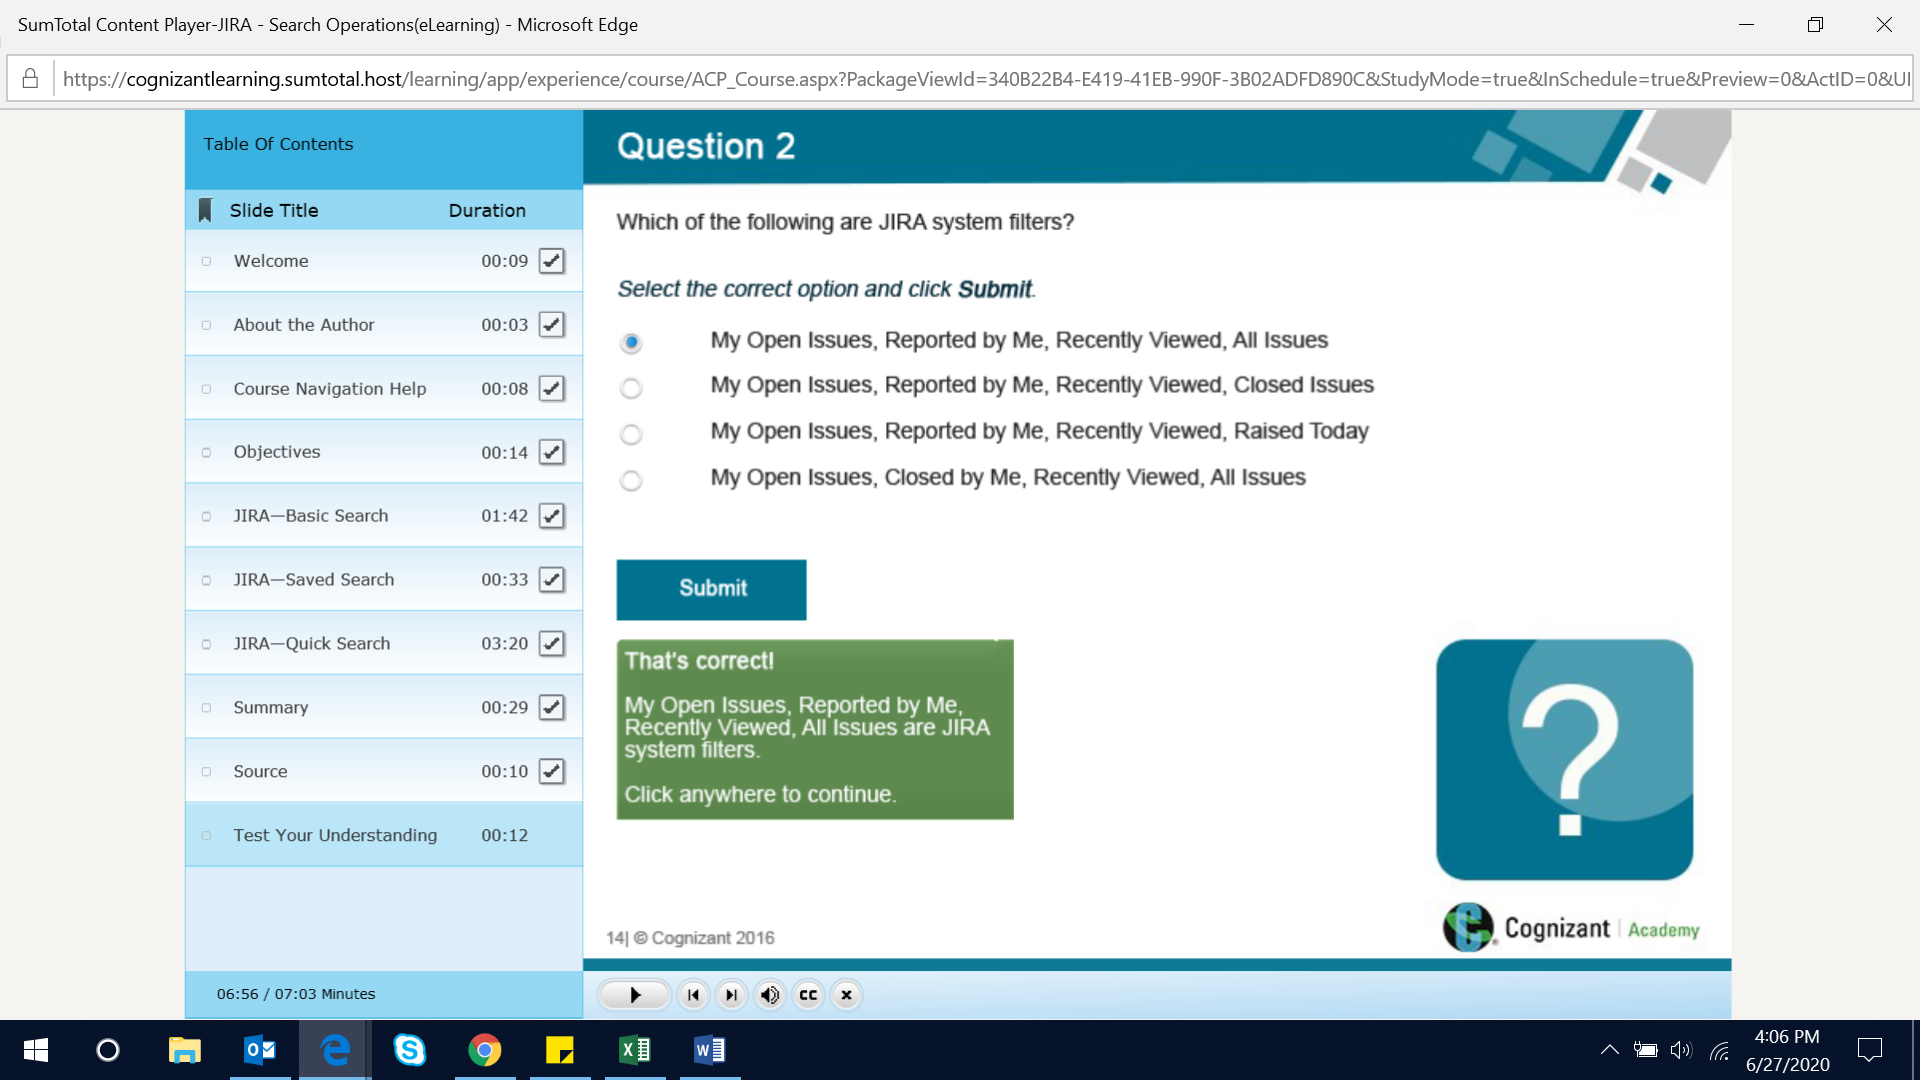 SumTotal Content Player-JIRA - Search Operations(eLearning) - Microsoft Edge
https://cognizantlearning.sumtotal.host/learning/app/experience/course/ACP_Course.aspx?PackageViewId=340B22B4-E419-41EB-990F-3B02ADFD890C&StudyMode=true&InSchedule=true&Preview=0&ActID=0&UI
Table Of Contents
Slide Title Duration
Welcome 00:09
About the Author 00:03
Course Navigation Help 00:08
Objectives 00:14
JIRA—Basic Search 01:42
JIRA—Saved Search 00:33
JIRA—Quick Search 03:20
Summary 00:29
Source 00:10
Test Your Understanding 00:12
06:56 / 07:03 Minutes
Question 2
Which of the following are JIRA system filters?
Select the correct option and click Submit.
My Open Issues, Reported by Me, Recently Viewed, All Issues
My Open Issues, Reported by Me, Recently Viewed, Closed Issues
My Open Issues, Reported by Me, Recently Viewed, Raised Today
My Open Issues, Closed by Me, Recently Viewed, All Issues
Submit
That's correct!
My Open Issues, Reported by Me,
Recently Viewed, All Issues are JIRA
system filters.
Click anywhere to continue.
?
14| © Cognizant 2016
Cognizant | Academy
CC
4:06 PM
6/27/2020